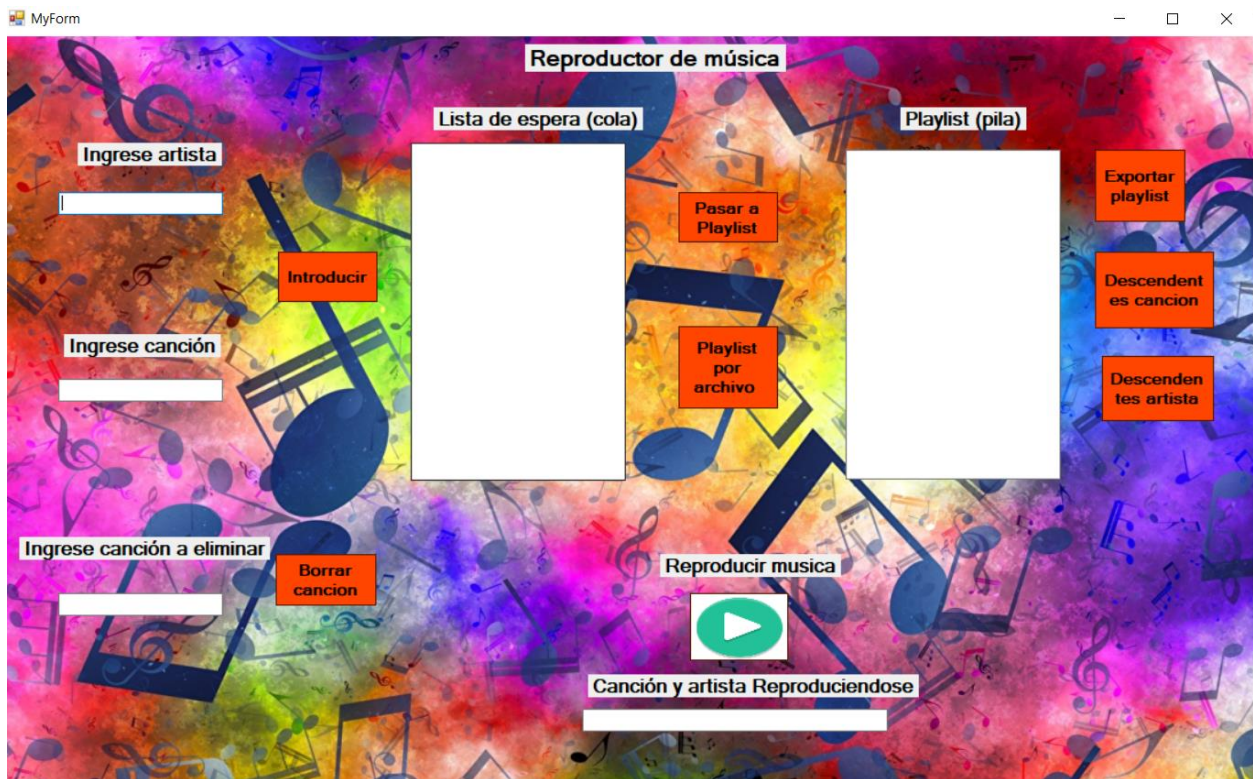 MyForm
Reproductor de música
Lista de espera (cola)
Playlist (pila)
Ingrese artista
Exportar
playlist
Pasar a
Playlist
Introducir
Descendent
es cancion
Ingrese canción
Playlist
por
archivo
Descenden
tes artista
Ingrese canción a eliminar
Borrar
cancion
Reproducir musica
Canción y artista Reproduciendose